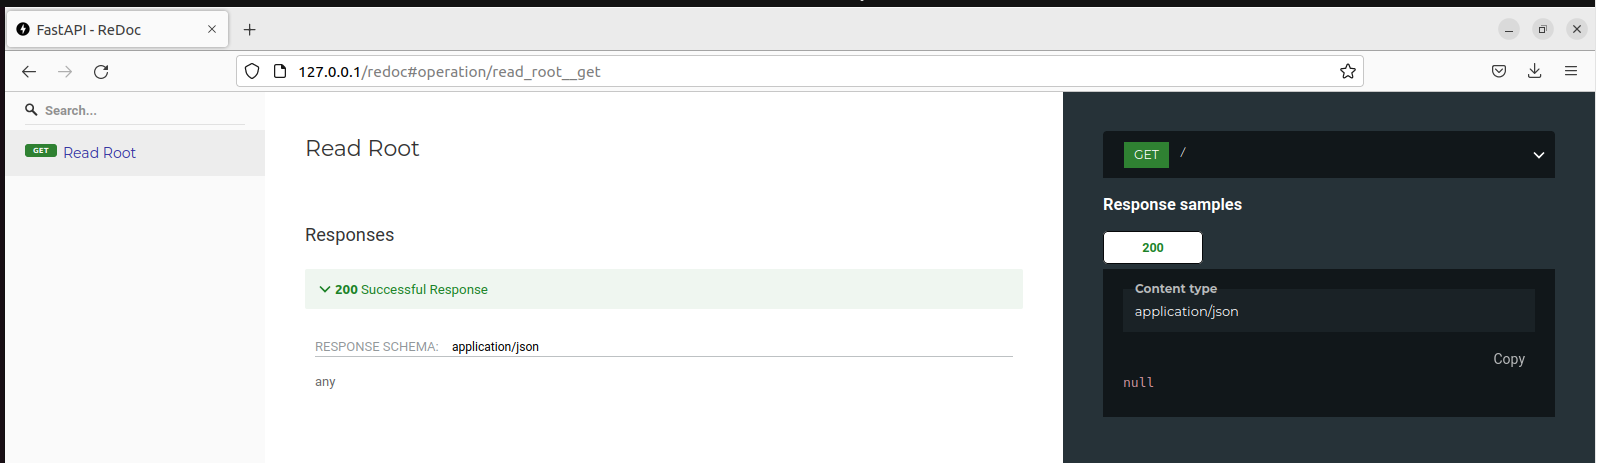 FastAPI - ReDoc
127.0.0.1/redoc#operation/read_root__get
Search...
GET Read Root
Read Root
Responses
200 Successful Response
RESPONSE SCHEMA: application/json
any
GET /
Response samples
200
Content type
application/json
Copy
null